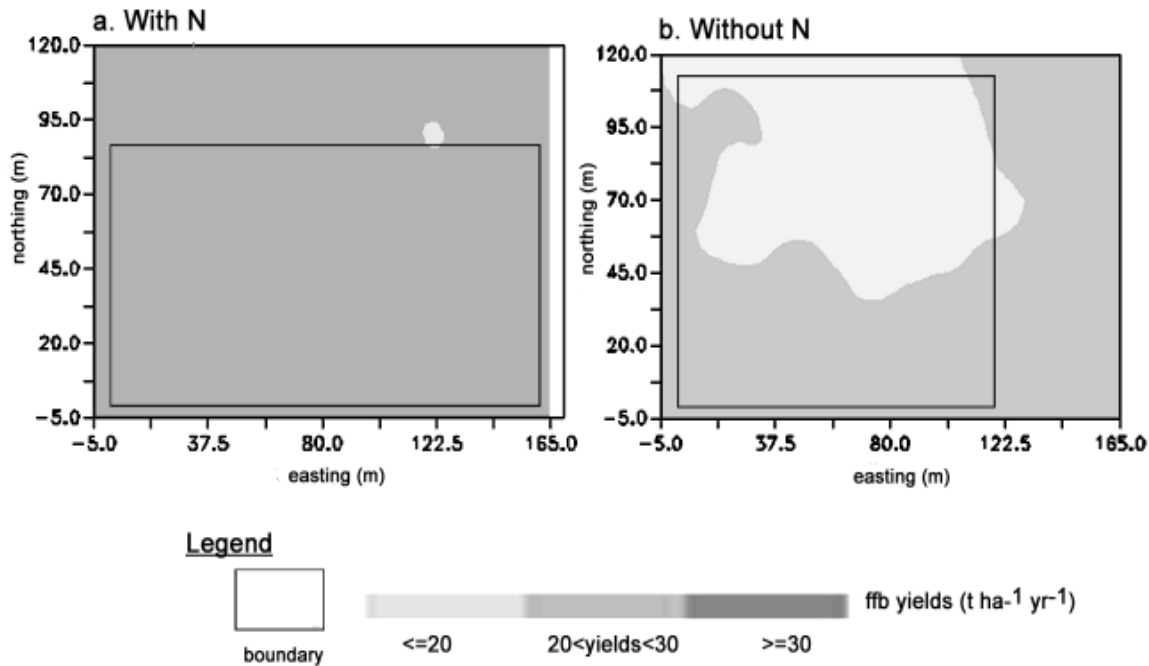 a. With N
120.0
95.0
70.0
45.0
20.0
-5.0
northing (m)
-5.0 37.5 80.0 122.5 165.0
easting (m)
b. Without N
120.0
95.0
70.0
45.0
20.0
-5.0
northing (m)
-5.0 37.5 80.0 122.5 165.0
easting (m)
Legend
boundary
ffb yields (t ha-1 yr-1)
<=20 20<yields<30 >=30